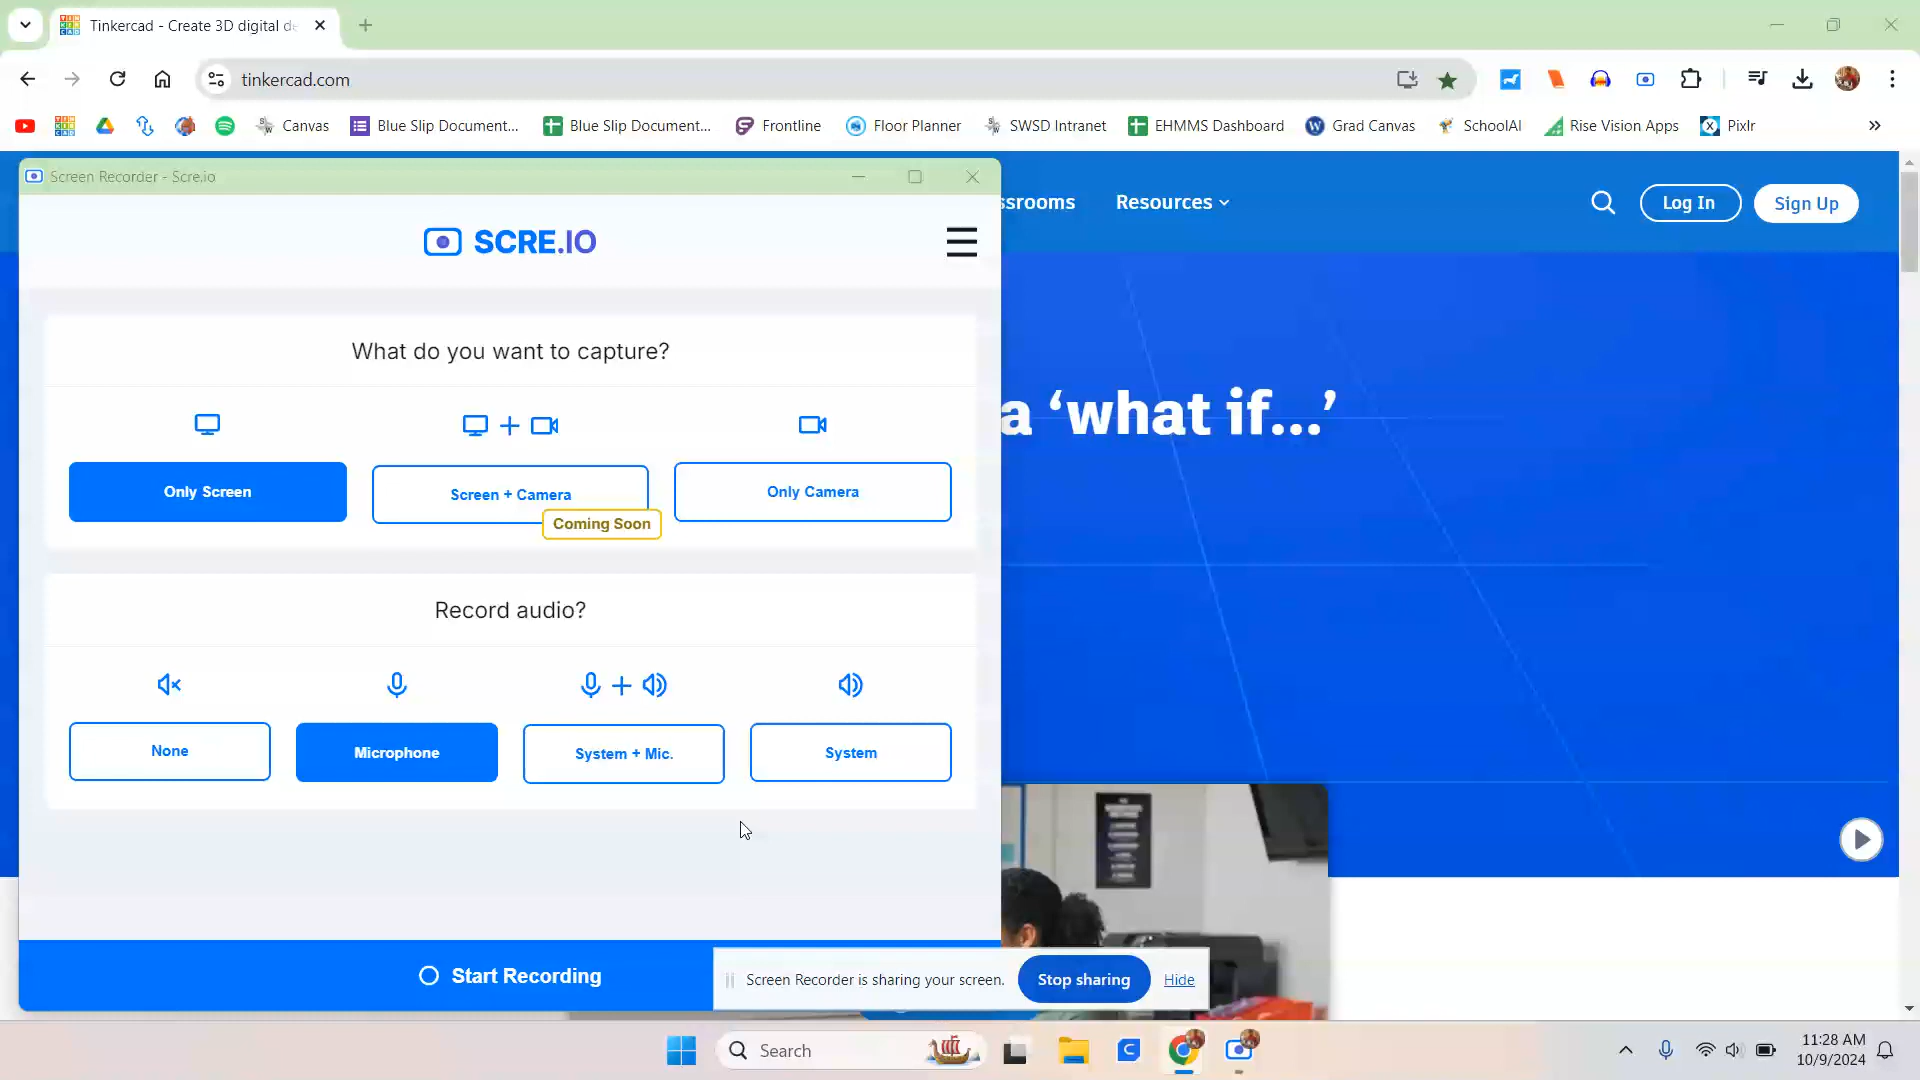 Tinkercad - Create 3D digital de
tinkercad.com
Canvas
Blue Slip Document...
Blue Slip Document...
Frontline
Floor Planner
SWSD Intranet
EHMMS Dashboard
Grad Canvas
SchoolAI
Rise Vision Apps
Pixlr
Screen Recorder - Scre.io
ssrooms
Resources
Log In
Sign Up
SCRE.IO
What do you want to capture?
a ‘what if...’
Only Screen
Screen + Camera
Only Camera
Coming Soon
Record audio?
None
Microphone
System + Mic.
System
Start Recording
Screen Recorder is sharing your screen.
Stop sharing
Hide
Search
11:28 AM
10/9/2024